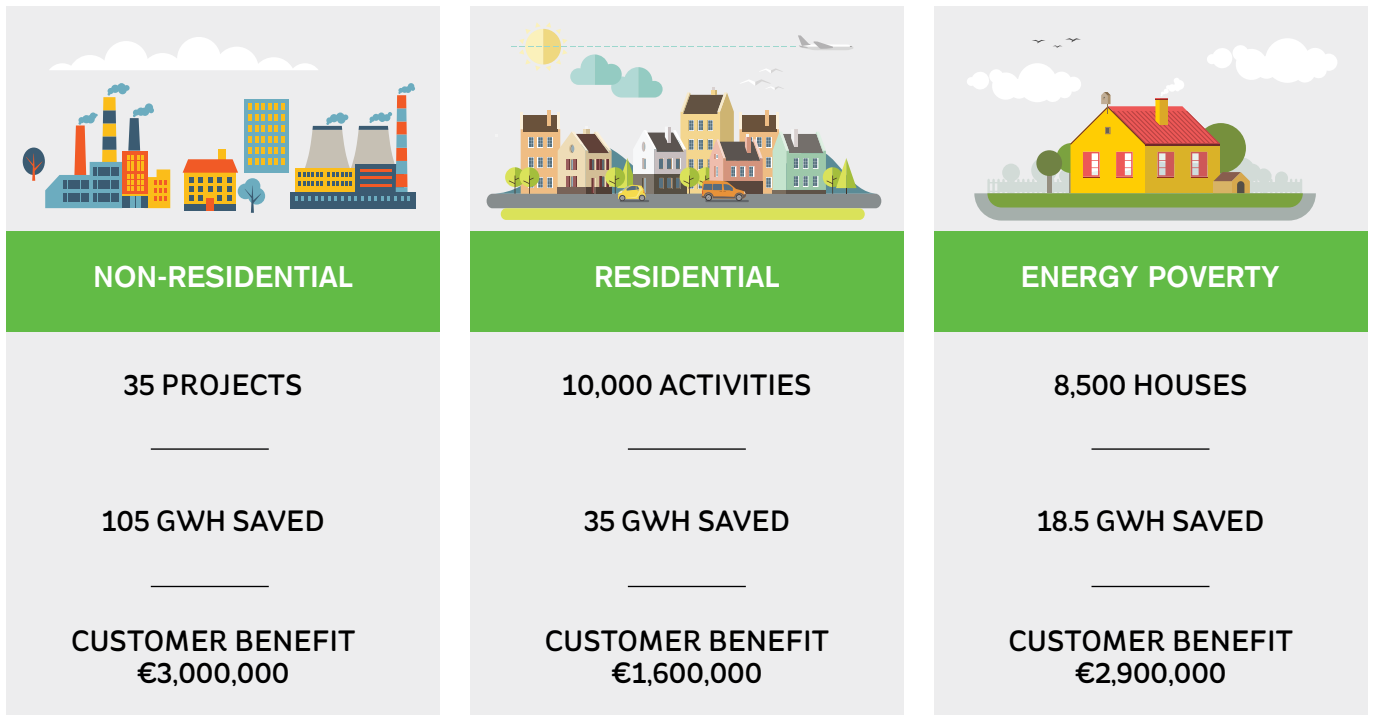 NON-RESIDENTIAL
35 PROJECTS
105 GWH SAVED
CUSTOMER BENEFIT
€3,000,000
RESIDENTIAL
10,000 ACTIVITIES
35 GWH SAVED
CUSTOMER BENEFIT
€1,600,000
ENERGY POVERTY
8,500 HOUSES
18.5 GWH SAVED
CUSTOMER BENEFIT
€2,900,000